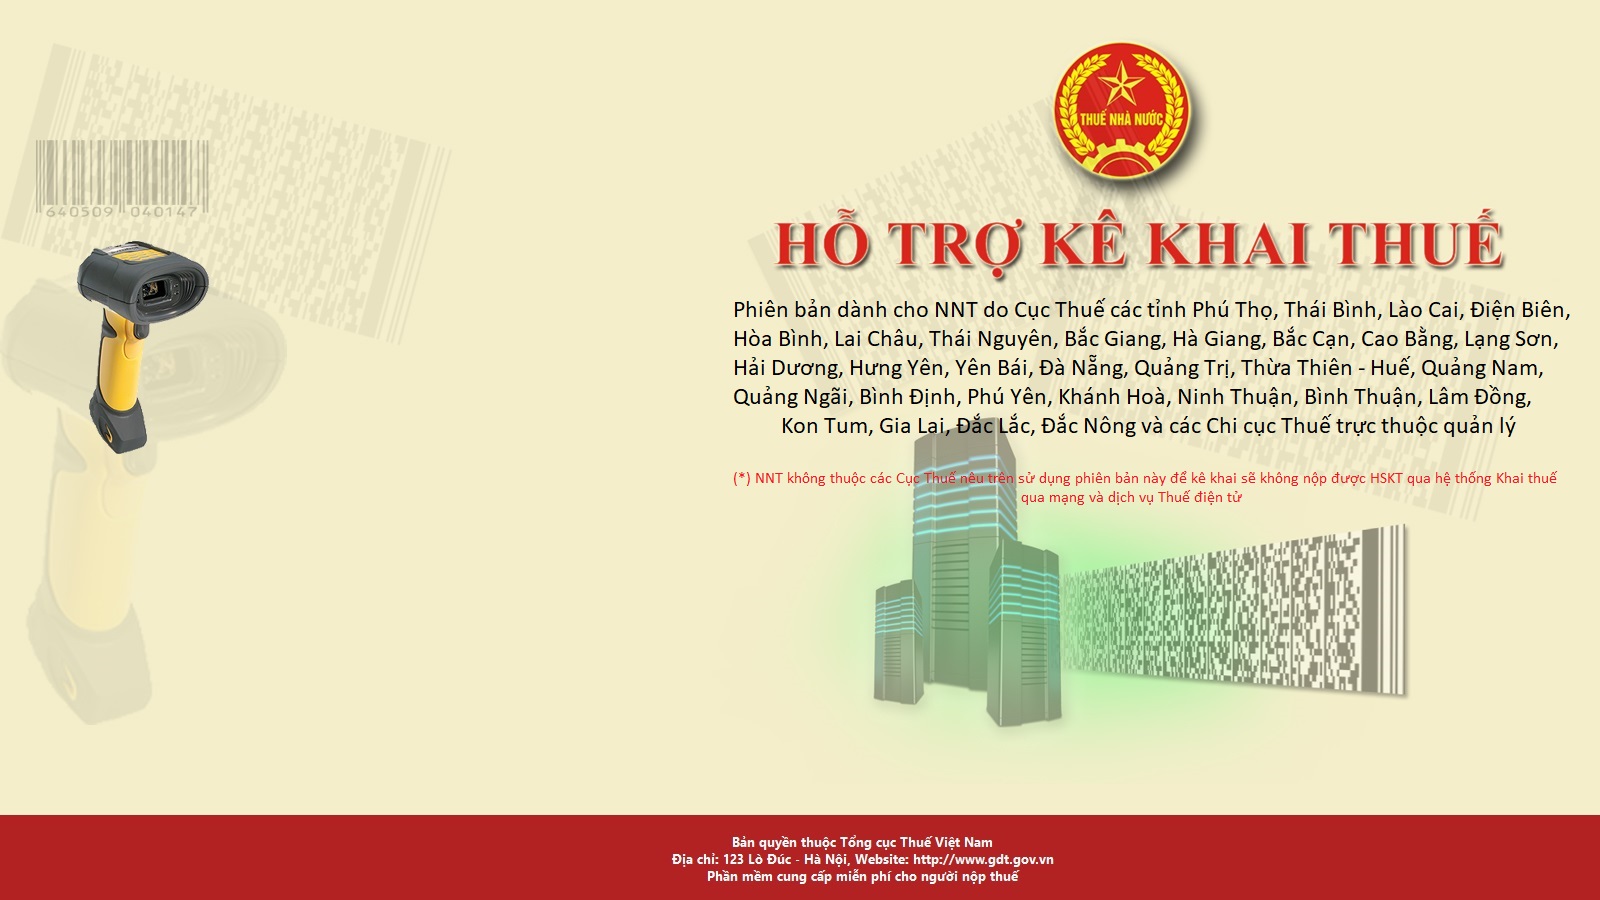 THUẾ NHÀ NƯỚC
640509 040147
HỖ TRỢ KÊ KHAI THUẾ
Phiên bản dành cho NNT do Cục Thuế các tỉnh Phú Thọ, Thái Bình, Lào Cai, Điện Biên,
Hòa Bình, Lai Châu, Thái Nguyên, Bắc Giang, Hà Giang, Bắc Cạn, Cao Bằng, Lạng Sơn,
Hải Dương, Hưng Yên, Yên Bái, Đà Nẵng, Quảng Trị, Thừa Thiên - Huế, Quảng Nam,
Quảng Ngãi, Bình Định, Phú Yên, Khánh Hoà, Ninh Thuận, Bình Thuận, Lâm Đồng,
Kon Tum, Gia Lai, Đắc Lắc, Đắc Nông và các Chi cục Thuế trực thuộc quản lý
(*) NNT không thuộc các Cục Thuế nêu trên sử dụng phiên bản này để kê khai sẽ không nộp được HSKT qua hệ thống Khai thuế
qua mạng và dịch vụ Thuế điện tử
Bản quyền thuộc Tổng cục Thuế Việt Nam
Địa chỉ: 123 Lò Đúc - Hà Nội, Website: http://www.gdt.gov.vn
Phần mềm cung cấp miễn phí cho người nộp thuế